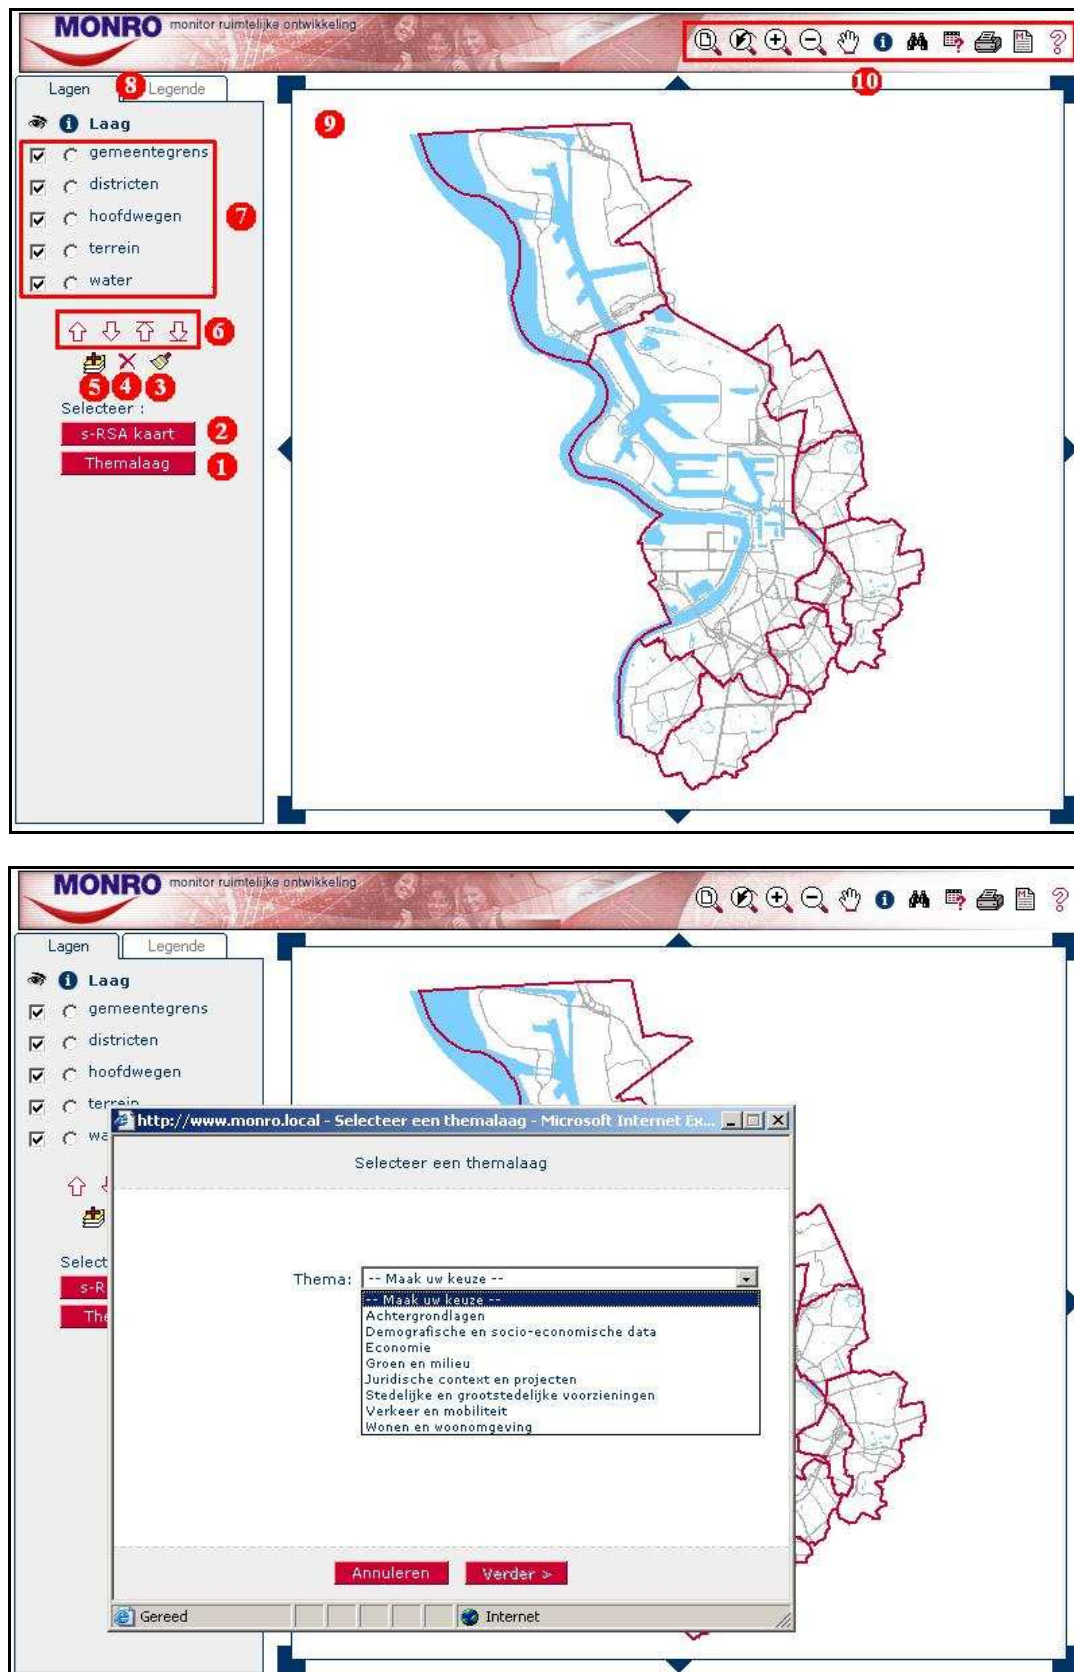 MONRO monitor ruimtelijke ontwikkeling
10
Lagen 8 Legende
9
Laag
gemeentegrens
districten
hoofdwegen
7
terrein
water
6
5 4 3
Selecteer :
s-RSA kaart 2
Themalaag 1
MONRO monitor ruimtelijke ontwikkeling
Lagen Legende
Laag
gemeentegrens
districten
hoofdwegen
terrein
wa
http://www.monro.local - Selecteer een themalaag - Microsoft Internet Ex...
Selecteer een themalaag
Select
s-R
The
Thema: -- Maak uw keuze --
-- Maak uw keuze --
Achtergrondlagen
Demografische en socio-economische data
Economie
Groen en milieu
Juridische context en projecten
Stedelijke en grootstedelijke voorzieningen
Verkeer en mobiliteit
Wonen en woonomgeving
Annuleren Verder >
Gereed Internet